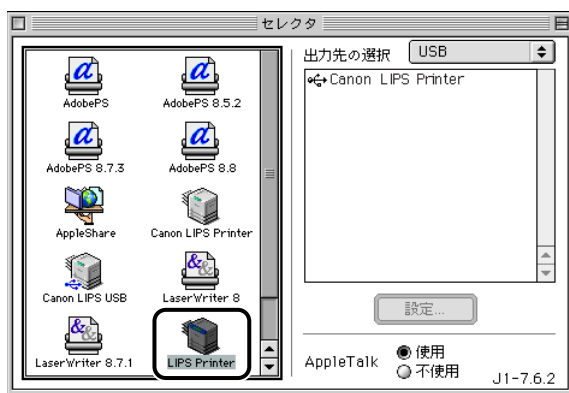 セレクタ
AdobePS
AdobePS 8.5.2
AdobePS 8.7.3
AdobePS 8.8
AppleShare
Canon LIPS Printer
Canon LIPS USB
LaserWriter 8
LaserWriter 8.7.1
LIPS Printer
出力先の選択
USB
Canon LIPS Printer
設定...
AppleTalk
使用
不使用
J1-7.6.2